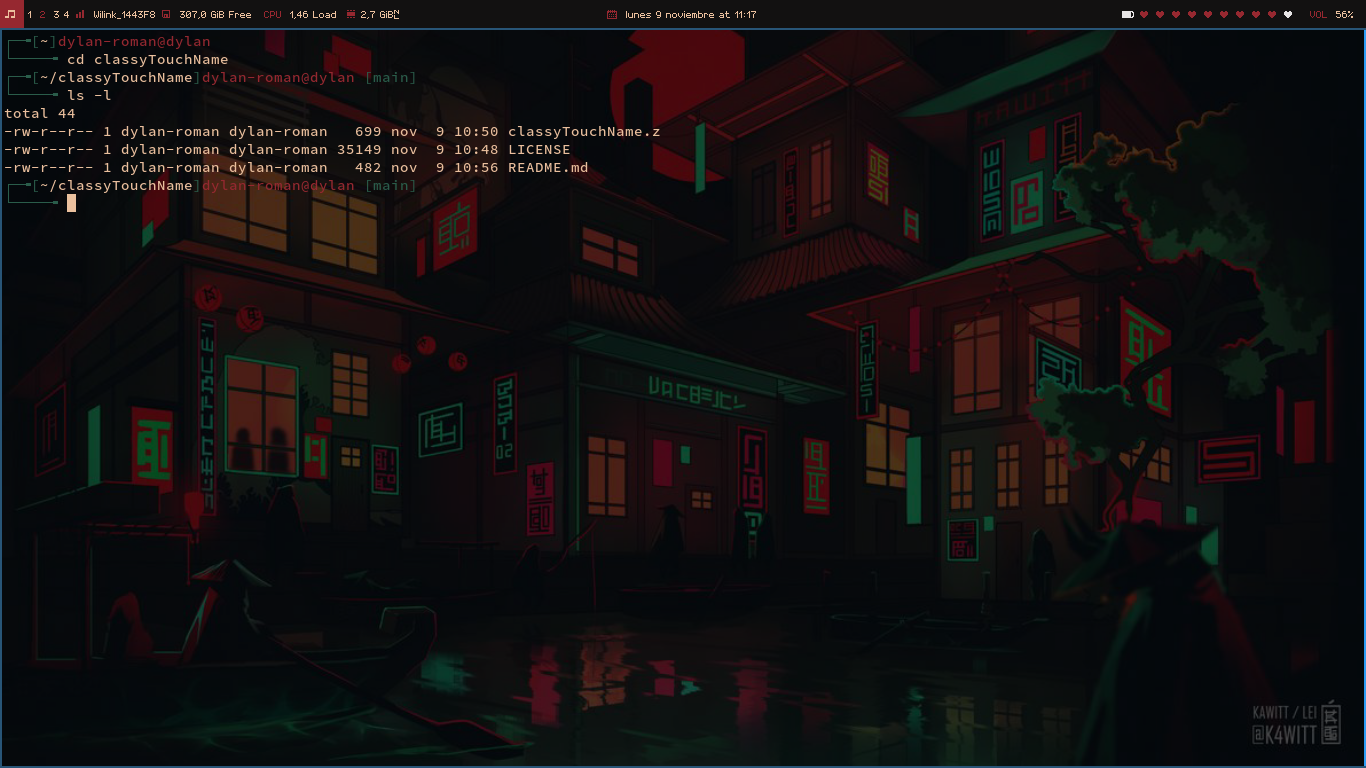 1 2 3 4 Wilink_1443F8 307,0 GiB Free CPU 1,46 Load 2,7 GiB lunes 9 noviembre at 11:17 VOL 56%
[~]dylan-roman@dylan
cd classyTouchName
[~/classyTouchName]dylan-roman@dylan [main]
ls -l
total 44
-rw-r--r-- 1 dylan-roman dylan-roman 699 nov 9 10:50 classyTouchName.z
-rw-r--r-- 1 dylan-roman dylan-roman 35149 nov 9 10:48 LICENSE
-rw-r--r-- 1 dylan-roman dylan-roman 482 nov 9 10:56 README.md
[~/classyTouchName]dylan-roman@dylan [main]
KAWITT
KAWITT / LEI
@K4WITT